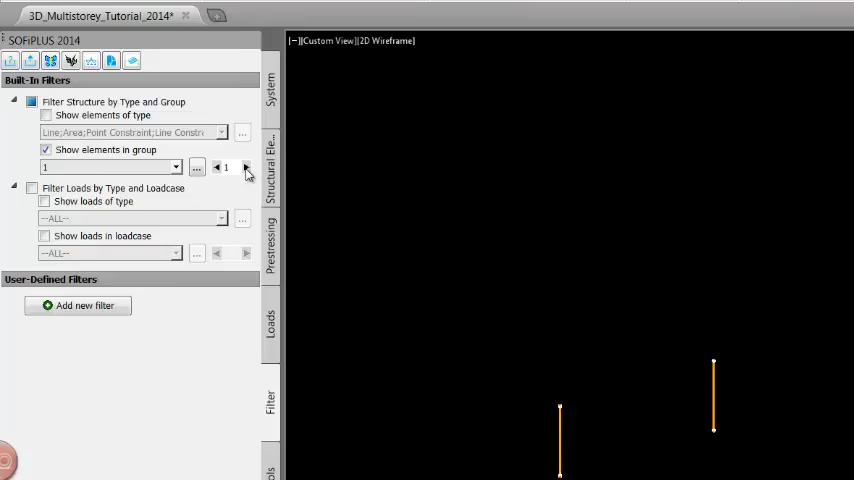 3D_Multistorey_Tutorial_2014*
SOFiPLUS 2014
[−][Custom View][2D Wireframe]
Built-In Filters
Filter Structure by Type and Group
Show elements of type
Line;Area;Point Constraint;Line Constr
...
Show elements in group
1
...
1
Filter Loads by Type and Loadcase
Show loads of type
--ALL--
...
Show loads in loadcase
--ALL--
...
User-Defined Filters
Add new filter
System
Structural Ele...
Prestressing
Loads
Filter